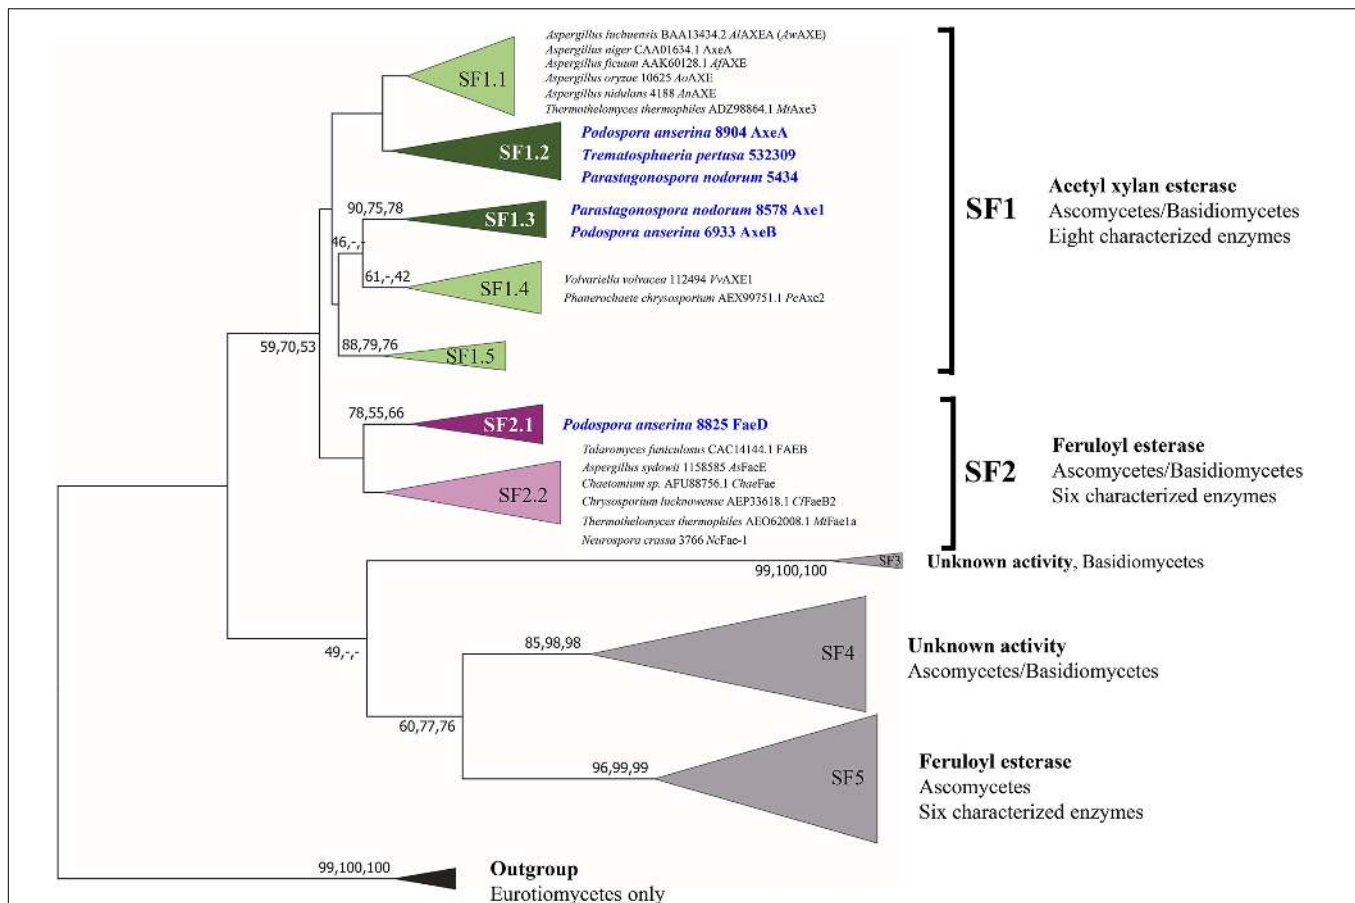 Aspergillus luchuensis BAA13434.2 AlAXEA (AwAXE)
Aspergillus niger CAA01634.1 AxeA
Aspergillus ficuum AAK60128.1 AfAXE
Aspergillus oryzae 10625 AoAXE
Aspergillus nidulans 4188 AnAXE
Thermothelomyces thermophiles ADZ98864.1 MtAxe3
SF1.1
Podospora anserina 8904 AxeA
Trematosphaeria pertusa 532309
Parastagonospora nodorum 5434
SF1.2
90,75,78
SF1.3
Parastagonospora nodorum 8578 Axe1
Podospora anserina 6933 AxeB
46,-,-
61,-,42
SF1.4
Volvariella volvacea 112494 VvAXE1
Phanerochaete chrysosporium AEX99751.1 PcAxe2
59,70,53
88,79,76
SF1.5
SF1
Acetyl xylan esterase
Ascomycetes/Basidiomycetes
Eight characterized enzymes
78,55,66
SF2.1
Podospora anserina 8825 FaeD
SF2.2
Talaromyces funiculosus CAC14144.1 FAEB
Aspergillus sydowii 1158585 AsFaeE
Chaetomium sp. AFU88756.1 ChaeFae
Chrysosporium lucknowense AEP33618.1 ClFaeB2
Thermothelomyces thermophiles AEO62008.1 MtFae1a
Neurospora crassa 3766 NcFae-1
SF2
Feruloyl esterase
Ascomycetes/Basidiomycetes
Six characterized enzymes
99,100,100
SF3
Unknown activity, Basidiomycetes
49,-,-
85,98,98
SF4
Unknown activity
Ascomycetes/Basidiomycetes
60,77,76
96,99,99
SF5
Feruloyl esterase
Ascomycetes
Six characterized enzymes
99,100,100
Outgroup
Eurotiomycetes only